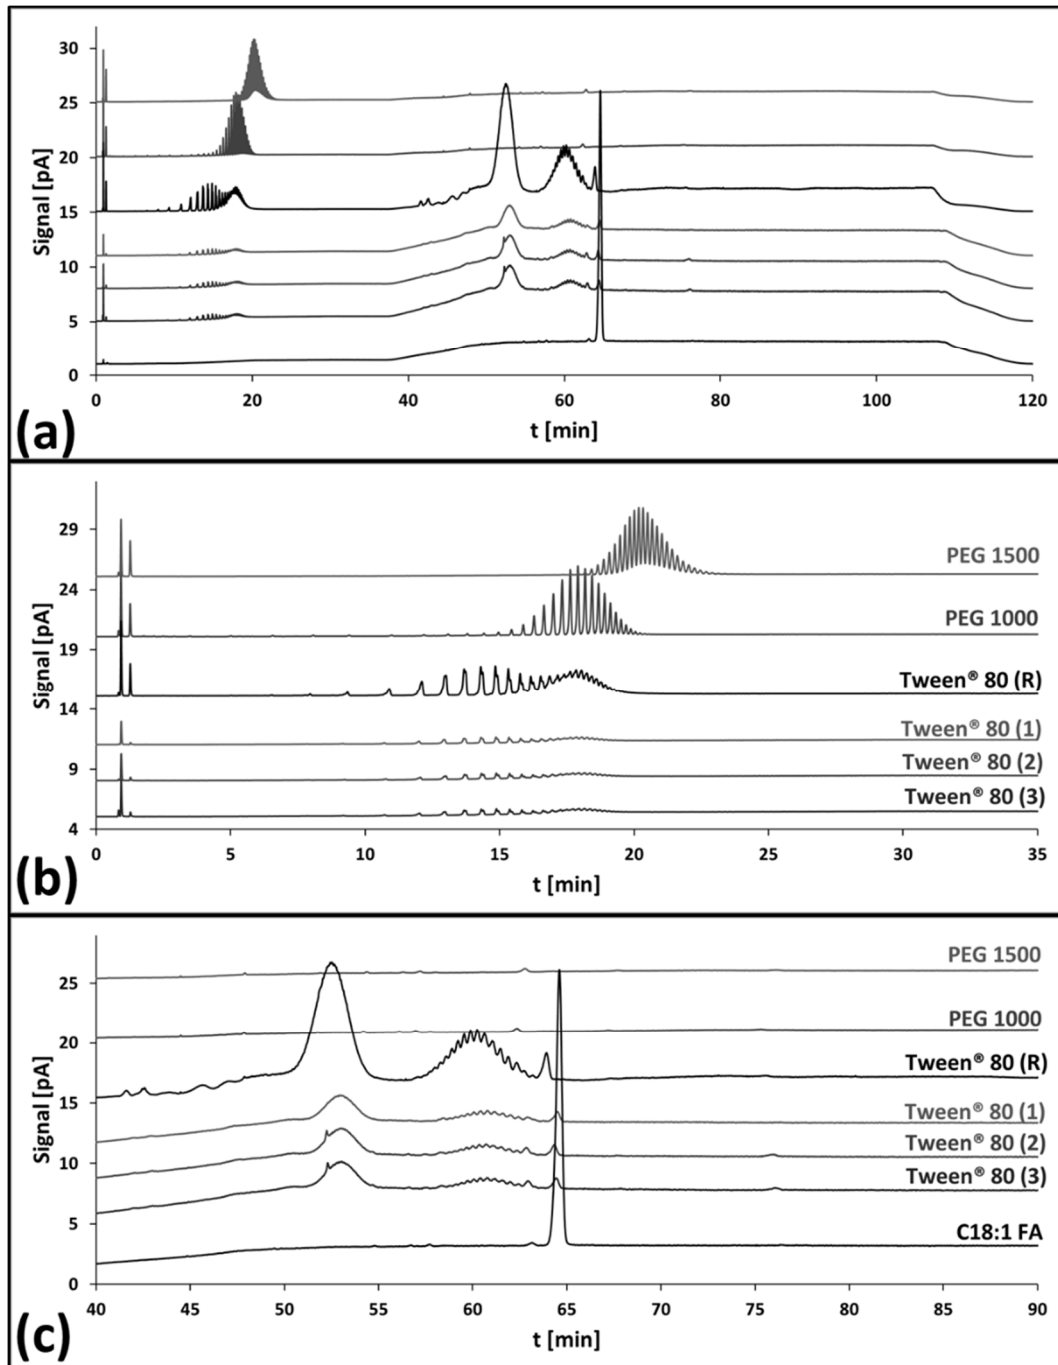 30
25
20
15
10
5
0
Signal [pA]
0 20 40 60 80 100 120
t [min]
(a)
29
24
19
14
9
4
Signal [pA]
PEG 1500
PEG 1000
Tween® 80 (R)
Tween® 80 (1)
Tween® 80 (2)
Tween® 80 (3)
0 5 10 15 20 25 30 35
t [min]
(b)
25
20
15
10
5
0
Signal [pA]
PEG 1500
PEG 1000
Tween® 80 (R)
Tween® 80 (1)
Tween® 80 (2)
Tween® 80 (3)
C18:1 FA
40 45 50 55 60 65 70 75 80 85 90
t [min]
(c)